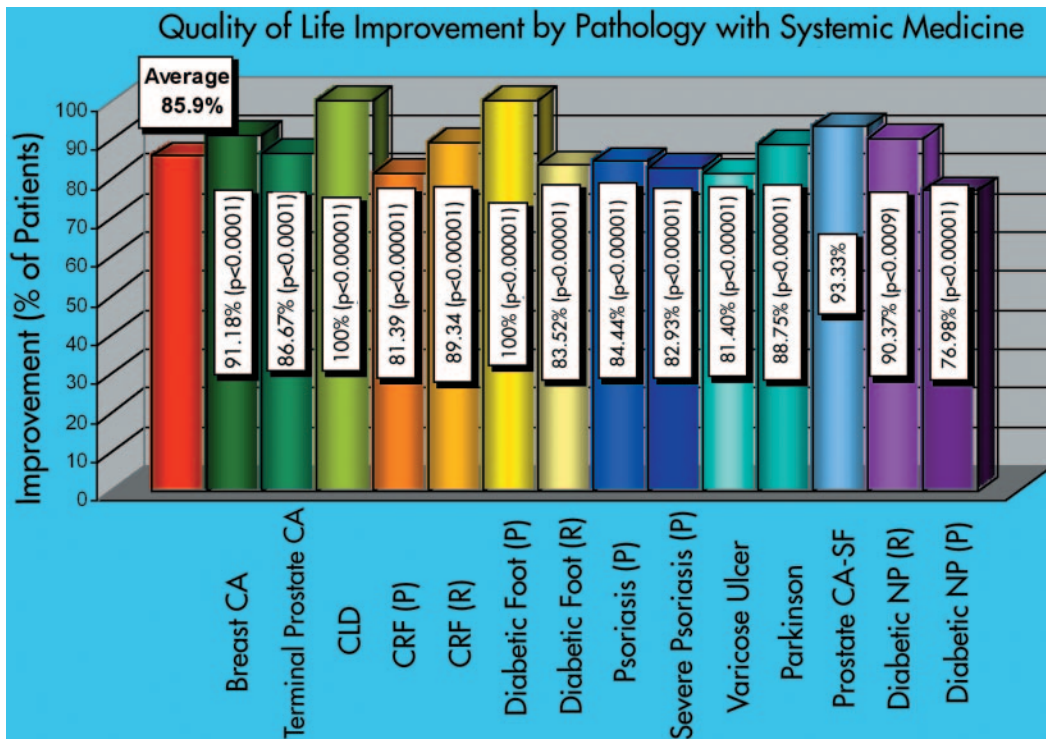 Quality of Life Improvement by Pathology with Systemic Medicine
Average
85.9%
Improvement (% of Patients)
100
90
80
70
60
50
40
30
20
10
0
91.18% (p<0.0001)
86.67% (p<0.0001)
100% (p<0.00001)
81.39 (p<0.00001)
89.34 (p<0.00001)
100% (p<0.00001)
83.52% (p<0.00001)
84.44% (p<0.00001)
82.93% (p<0.00001)
81.40% (p<0.00001)
88.75% (p<0.00001)
93.33%
90.37% (p<0.0009)
76.98% (p<0.00001)
Breast CA
Terminal Prostate CA
CLD
CRF (P)
CRF (R)
Diabetic Foot (P)
Diabetic Foot (R)
Psoriasis (P)
Severe Psoriasis (P)
Varicose Ulcer
Parkinson
Prostate CA-SF
Diabetic NP (R)
Diabetic NP (P)